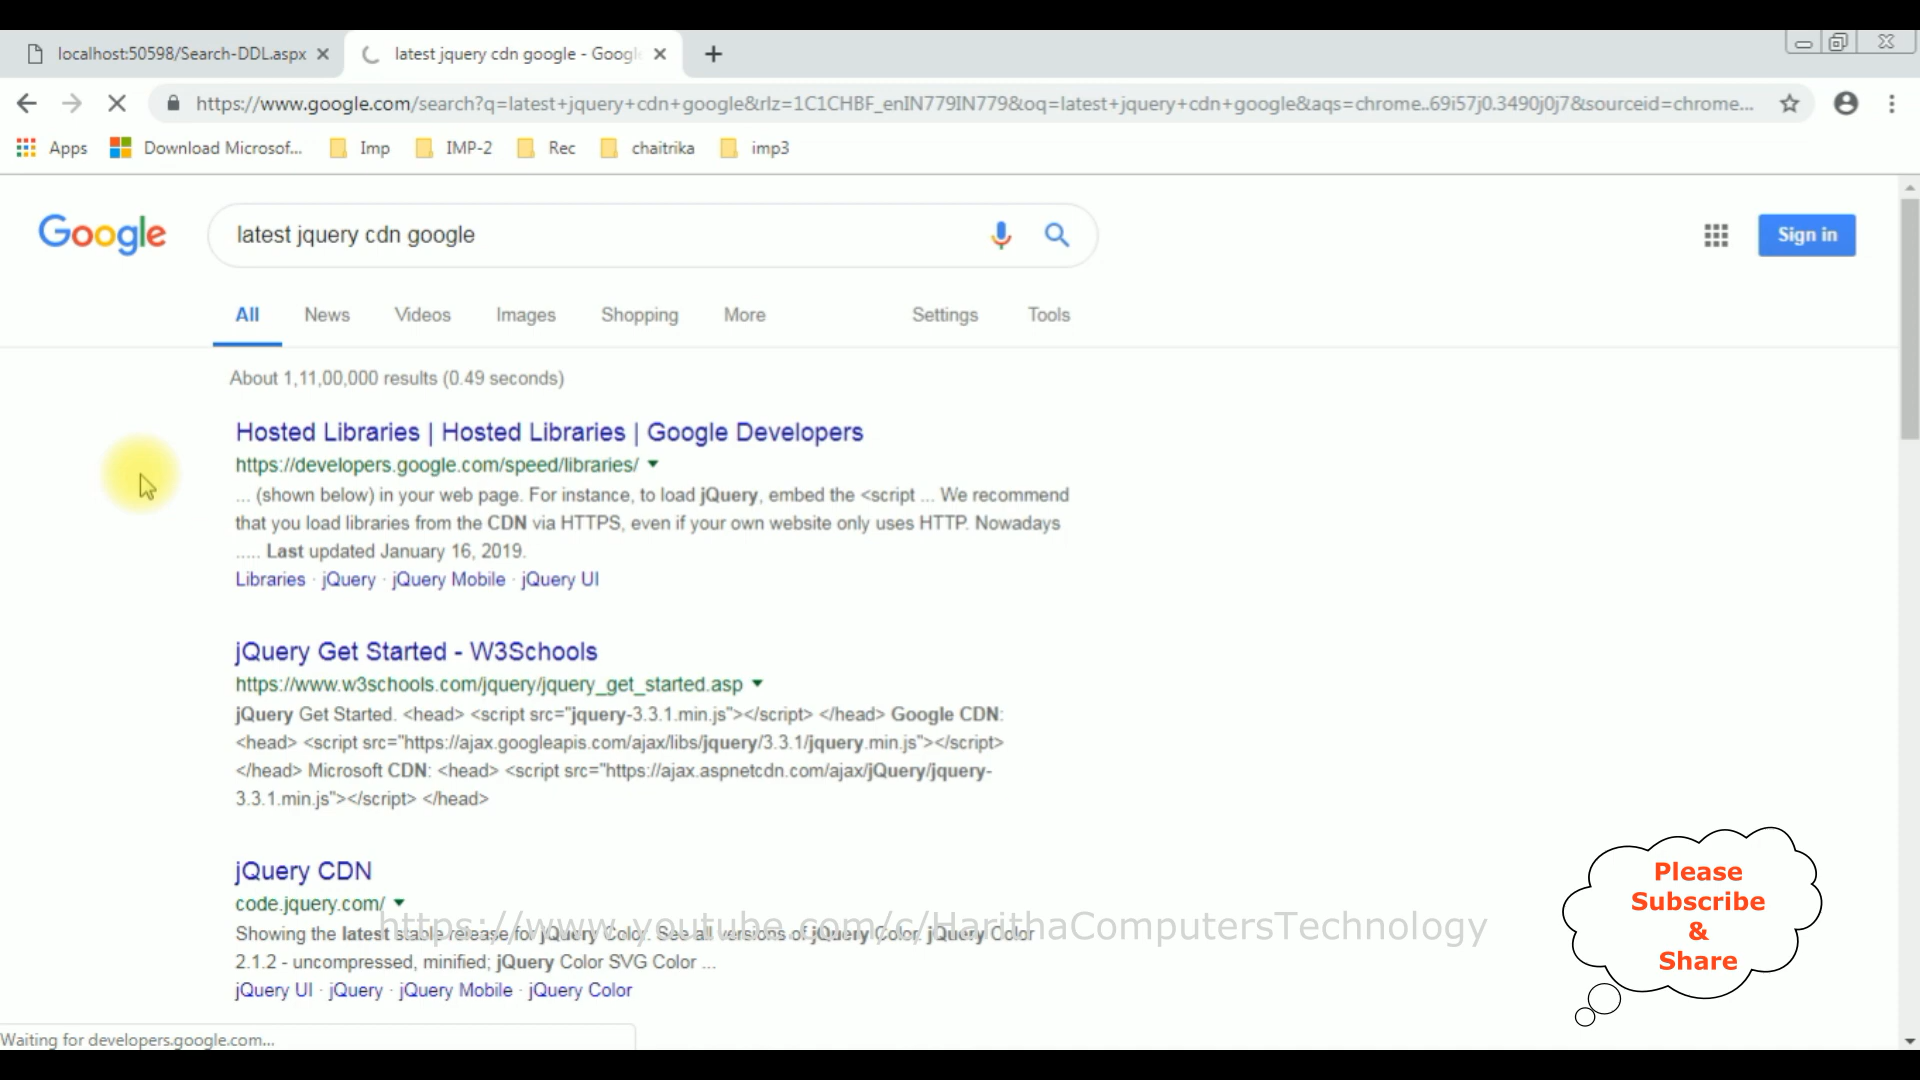 localhost:50598/Search-DDL.aspx
latest jquery cdn google - Googl
https://www.google.com/search?q=latest+jquery+cdn+google&rlz=1C1CHBF_enIN779IN779&oq=latest+jquery+cdn+google&aqs=chrome..69i57j0.3490j0j7&sourceid=chrome...
Apps Download Microsof... Imp IMP-2 Rec chaitrika imp3
Google
latest jquery cdn google
Sign in
All News Videos Images Shopping More Settings Tools
About 1,11,00,000 results (0.49 seconds)
Hosted Libraries | Hosted Libraries | Google Developers
https://developers.google.com/speed/libraries/
... (shown below) in your web page. For instance, to load jQuery, embed the <script ... We recommend
that you load libraries from the CDN via HTTPS, even if your own website only uses HTTP. Nowadays
..... Last updated January 16, 2019.
Libraries · jQuery · jQuery Mobile · jQuery UI
jQuery Get Started - W3Schools
https://www.w3schools.com/jquery/jquery_get_started.asp
jQuery Get Started. <head> <script src="jquery-3.3.1.min.js"></script> </head> Google CDN:
<head> <script src="https://ajax.googleapis.com/ajax/libs/jquery/3.3.1/jquery.min.js"></script>
</head> Microsoft CDN: <head> <script src="https://ajax.aspnetcdn.com/ajax/jQuery/jquery-
3.3.1.min.js"></script> </head>
jQuery CDN
code.jquery.com/
https://www.youtube.com/c/HarithaComputersTechnology
Showing the latest stable release for jQuery Color. See all versions of jQuery Color. jQuery Color
2.1.2 - uncompressed, minified; jQuery Color SVG Color ...
jQuery UI · jQuery · jQuery Mobile · jQuery Color
Please
Subscribe
&
Share
Waiting for developers.google.com...